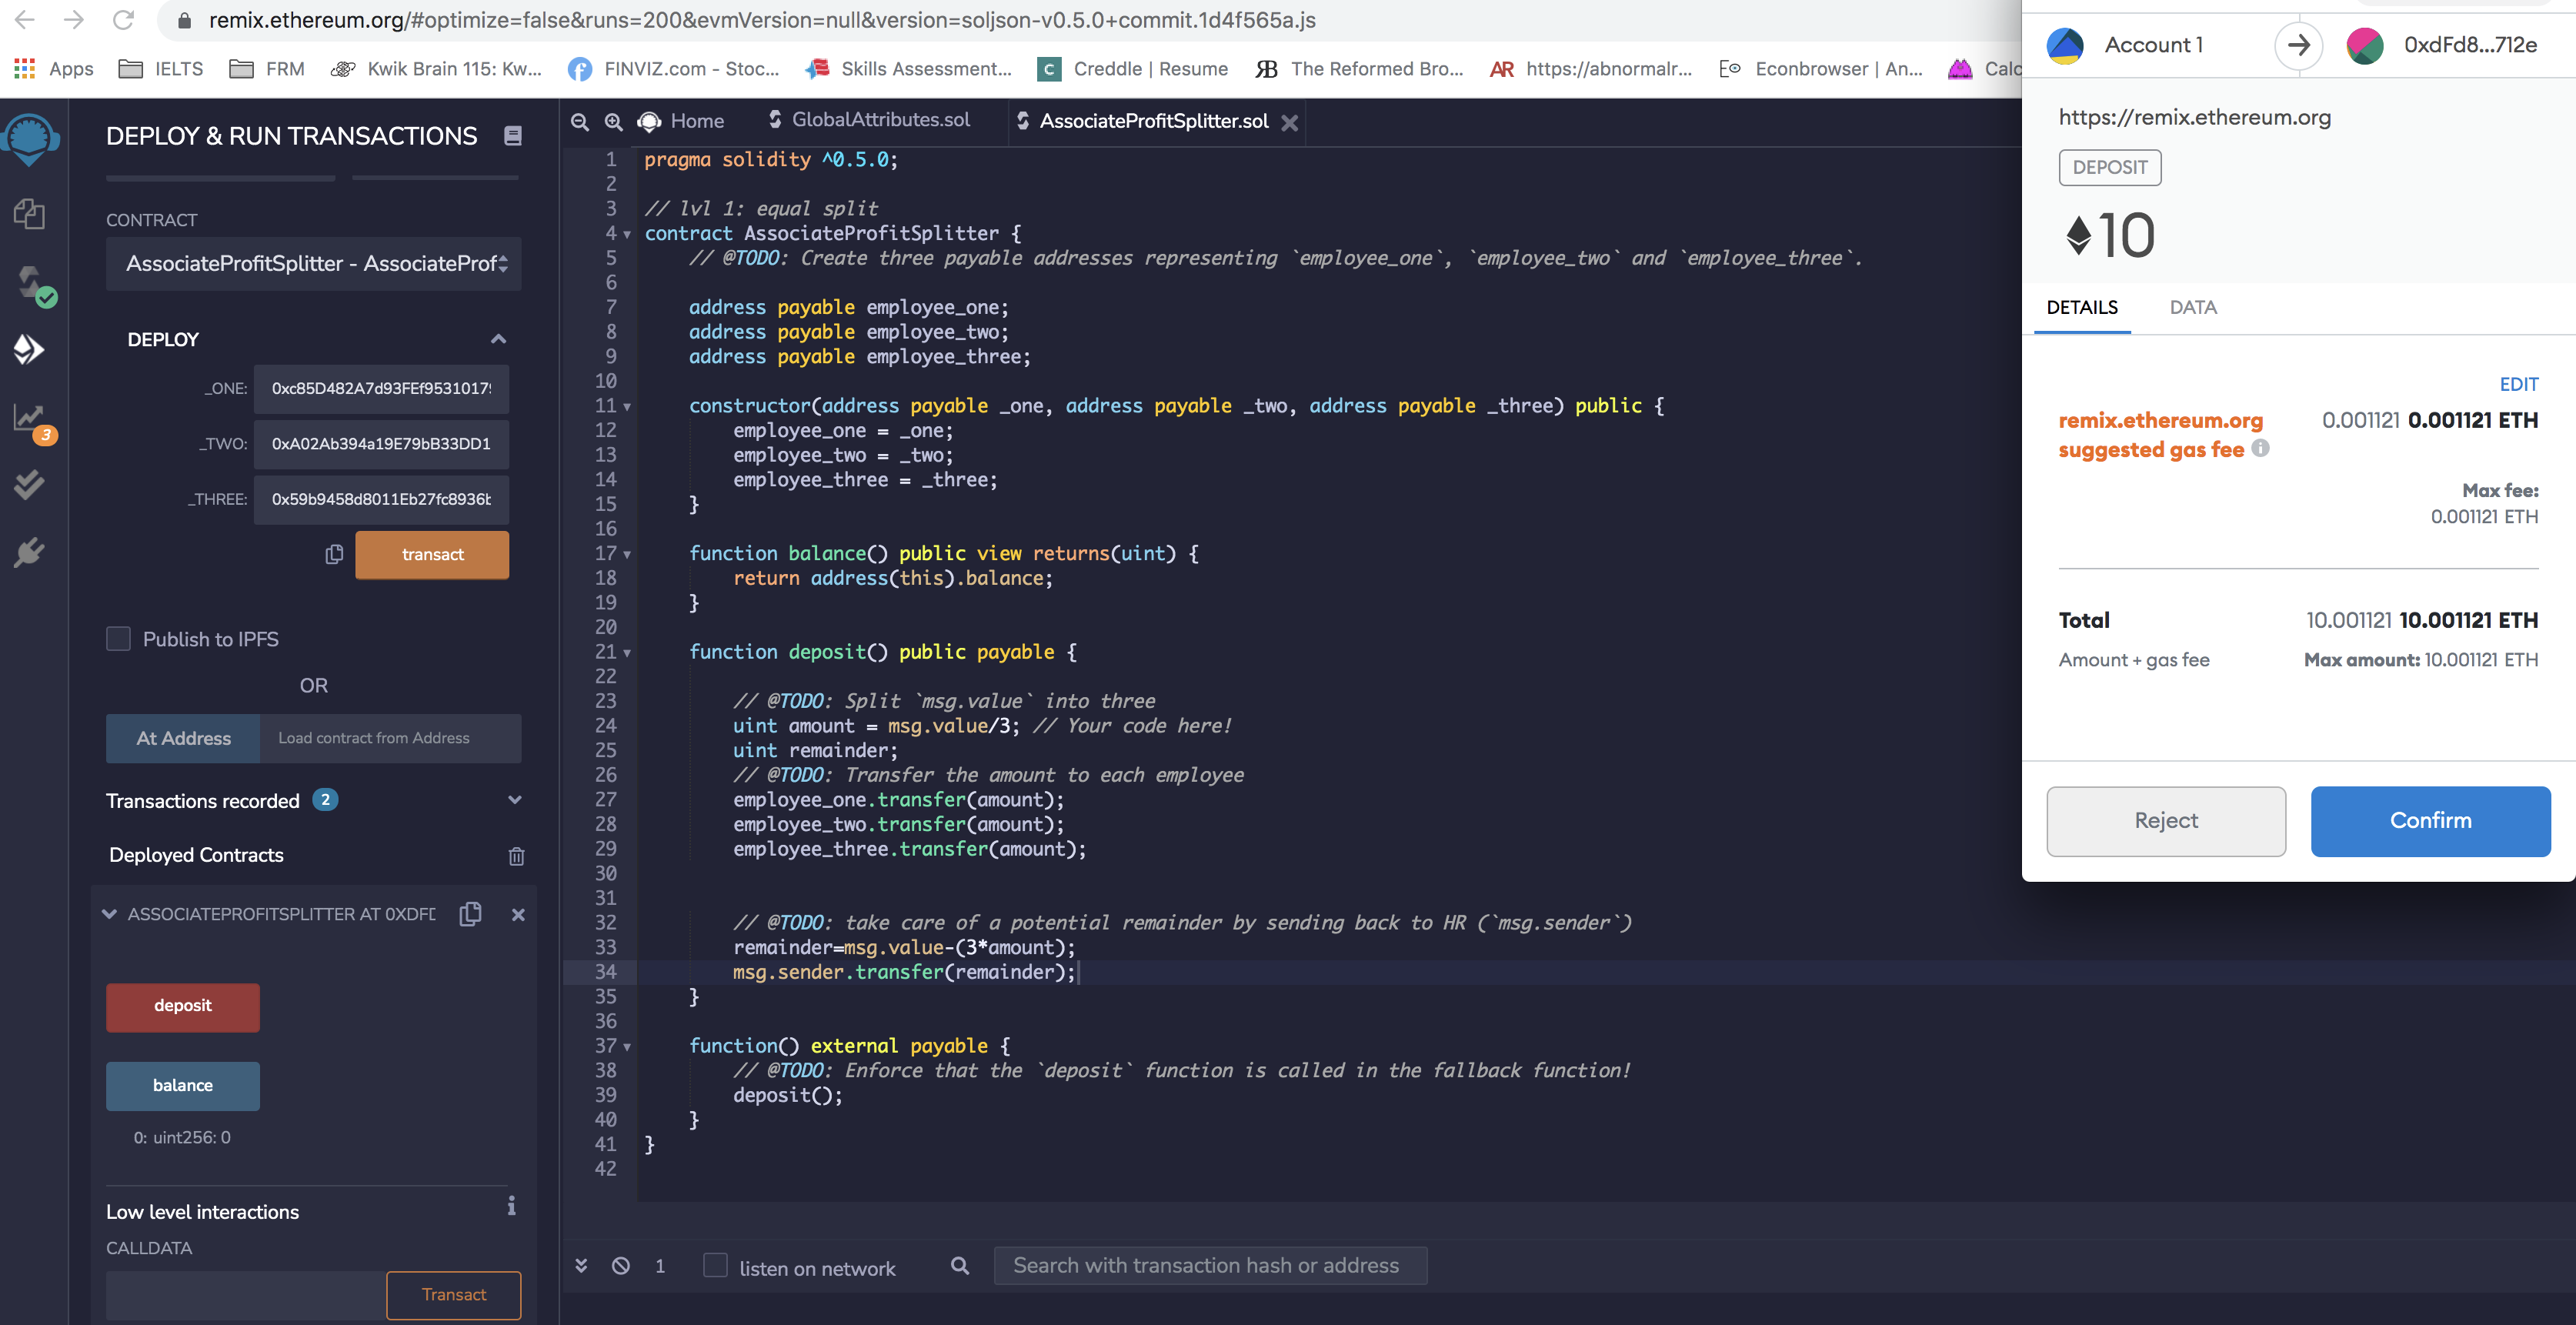 remix.ethereum.org/#optimize=false&runs=200&evmVersion=null&version=soljson-v0.5.0+commit.1d4f565a.js
Apps
IELTS
FRM
Kwik Brain 115: Kw...
FINVIZ.com - Stoc...
Skills Assessment...
Creddle | Resume
The Reformed Bro...
https://abnormalr...
Econbrowser | An...
Calc
DEPLOY & RUN TRANSACTIONS
CONTRACT
AssociateProfitSplitter - AssociateProf
DEPLOY
_ONE: 0xc85D482A7d93FEf9531017
_TWO: 0xA02Ab394a19E79bB33DD1
_THREE: 0x59b9458d8011Eb27fc8936
transact
Publish to IPFS
OR
At Address
Load contract from Address
Transactions recorded 2
Deployed Contracts
ASSOCIATEPROFITSPLITTER AT 0XDFD
deposit
balance
0: uint256: 0
Low level interactions
i
CALLDATA
Transact
3
Home
GlobalAttributes.sol
AssociateProfitSplitter.sol
1 pragma solidity ^0.5.0;
2
3 // lvl 1: equal split
4 contract AssociateProfitSplitter {
5 // @TODO: Create three payable addresses representing `employee_one`, `employee_two` and `employee_three`.
6
7 address payable employee_one;
8 address payable employee_two;
9 address payable employee_three;
10
11 constructor(address payable _one, address payable _two, address payable _three) public {
12 employee_one = _one;
13 employee_two = _two;
14 employee_three = _three;
15 }
16
17 function balance() public view returns(uint) {
18 return address(this).balance;
19 }
20
21 function deposit() public payable {
22
23 // @TODO: Split `msg.value` into three
24 uint amount = msg.value/3; // Your code here!
25 uint remainder;
26 // @TODO: Transfer the amount to each employee
27 employee_one.transfer(amount);
28 employee_two.transfer(amount);
29 employee_three.transfer(amount);
30
31
32 // @TODO: take care of a potential remainder by sending back to HR (`msg.sender`)
33 remainder=msg.value-(3*amount);
34 msg.sender.transfer(remainder);
35 }
36
37 function() external payable {
38 // @TODO: Enforce that the `deposit` function is called in the fallback function!
39 deposit();
40 }
41 }
42
1
listen on network
Search with transaction hash or address
Account 1
0xdFd8...712e
https://remix.ethereum.org
DEPOSIT
10
DETAILS
DATA
EDIT
remix.ethereum.org 0.001121 0.001121 ETH
suggested gas fee
Max fee:
0.001121 ETH
Total 10.001121 10.001121 ETH
Amount + gas fee Max amount: 10.001121 ETH
Reject
Confirm